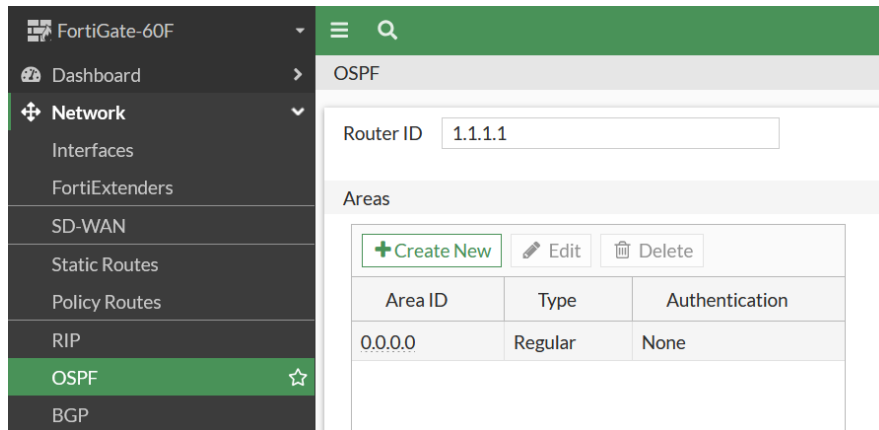 FortiGate-60F
Dashboard
Network
Interfaces
FortiExtenders
SD-WAN
Static Routes
Policy Routes
RIP
OSPF
BGP
OSPF
Router ID 1.1.1.1
Areas
Create New Edit Delete
Area ID Type Authentication
0.0.0.0 Regular None